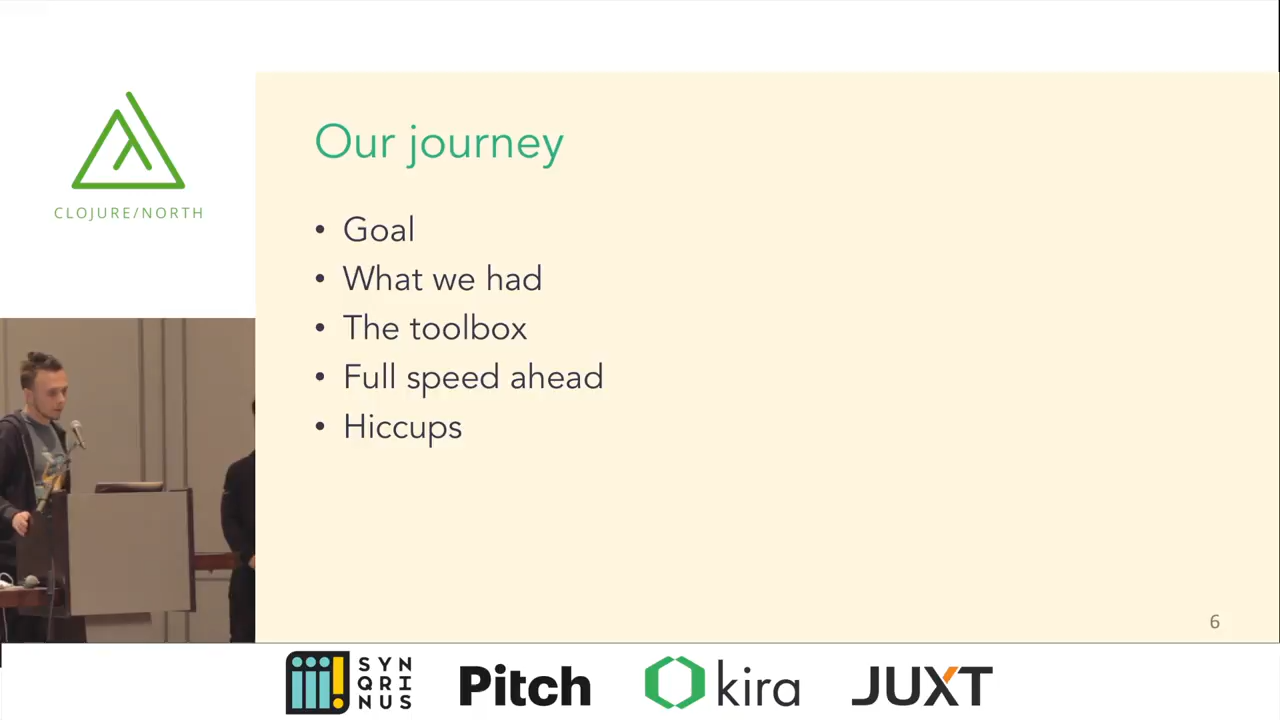 CLOJURE/NORTH
Our journey
• Goal
• What we had
• The toolbox
• Full speed ahead
• Hiccups
6
SYN
QRI
NUS
Pitch
kira
JUXT